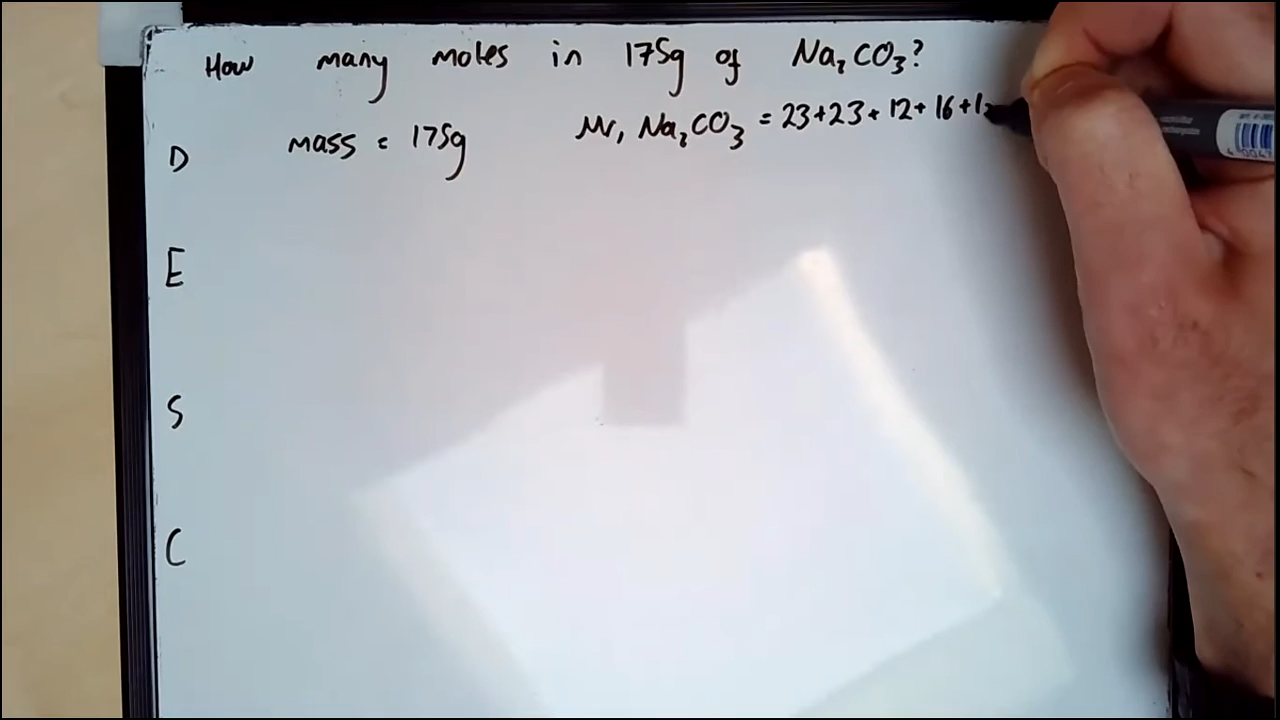 How many moles in 175g of Na₂CO₃?
mass = 175g Mr, Na₂CO₃ = 23+23+12+16+1
D
E
S
C